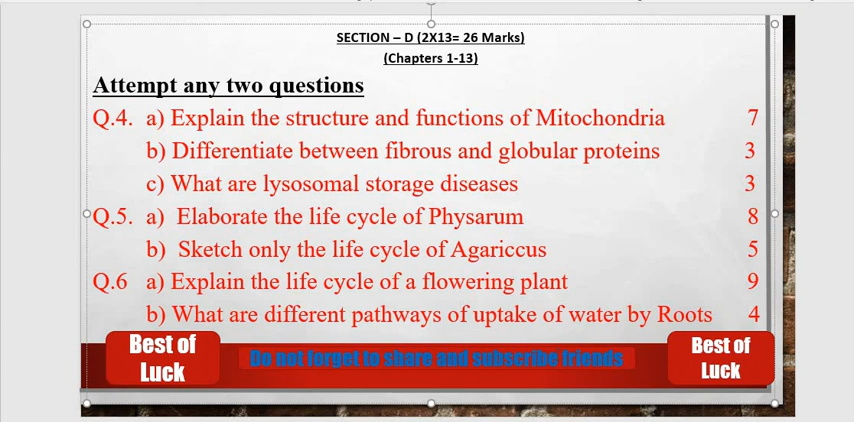 SECTION – D (2X13= 26 Marks)
(Chapters 1-13)
Attempt any two questions
Q.4. a) Explain the structure and functions of Mitochondria 7
b) Differentiate between fibrous and globular proteins 3
c) What are lysosomal storage diseases 3
Q.5. a) Elaborate the life cycle of Physarum 8
b) Sketch only the life cycle of Agariccus 5
Q.6 a) Explain the life cycle of a flowering plant 9
b) What are different pathways of uptake of water by Roots 4
Best of
Luck
Do not forget to share and subscribe friends
Best of
Luck